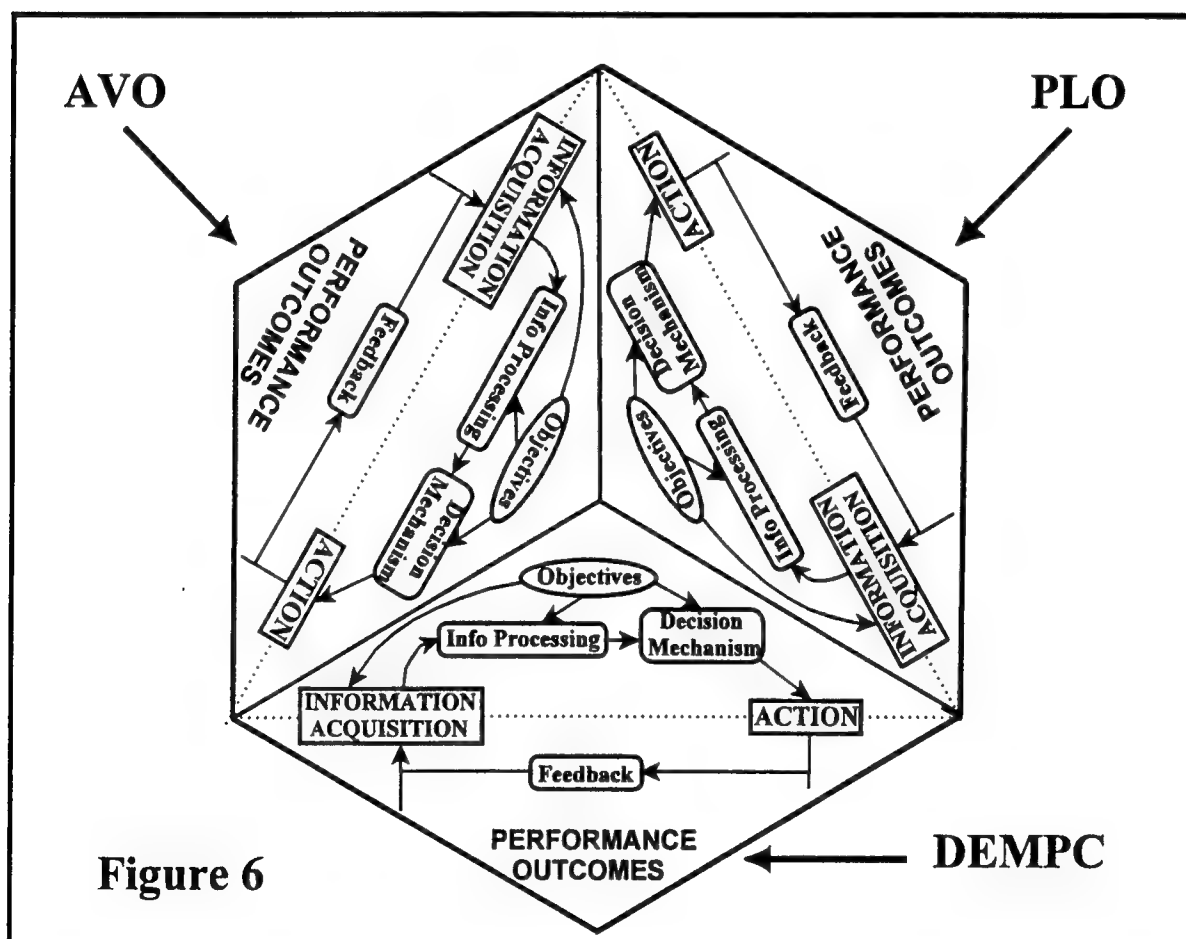 AVO
PLO
INFORMATION
ACQUISITION
PERFORMANCE
OUTCOMES
Feedback
Info Processing
Objectives
Decision
Mechanism
ACTION
ACTION
Decision
Mechanism
PERFORMANCE
OUTCOMES
Feedback
Objectives
Info Processing
INFORMATION
ACQUISITION
Objectives
Info Processing
Decision
Mechanism
INFORMATION
ACQUISITION
ACTION
Feedback
PERFORMANCE
OUTCOMES
DEMPC
Figure 6